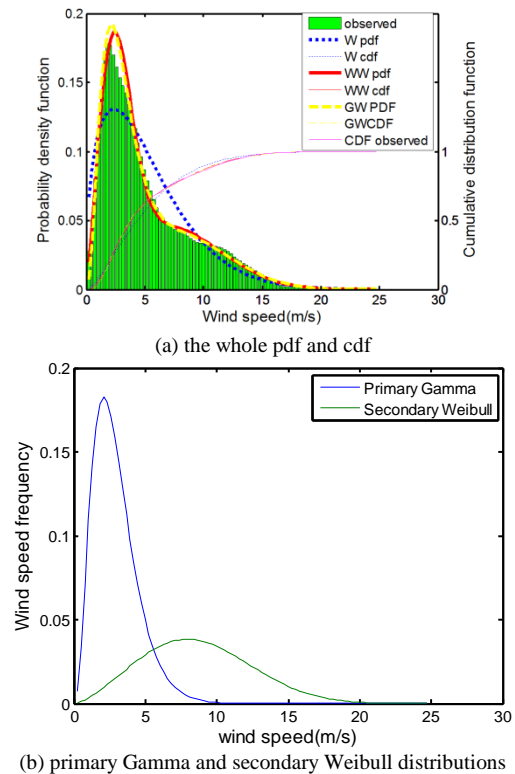 0.2
0.15
0.1
0.05
0
Probability density function
observed
W pdf
W cdf
WW pdf
WW cdf
GW PDF
GWCDF
CDF observed
1
0.5
0
Cumulative distribution function
0 5 10 15 20 25 30
Wind speed(m/s)
(a) the whole pdf and cdf
0.2
0.15
0.1
0.05
0
Wind speed frequency
Primary Gamma
Secondary Weibull
0 5 10 15 20 25 30
wind speed(m/s)
(b) primary Gamma and secondary Weibull distributions